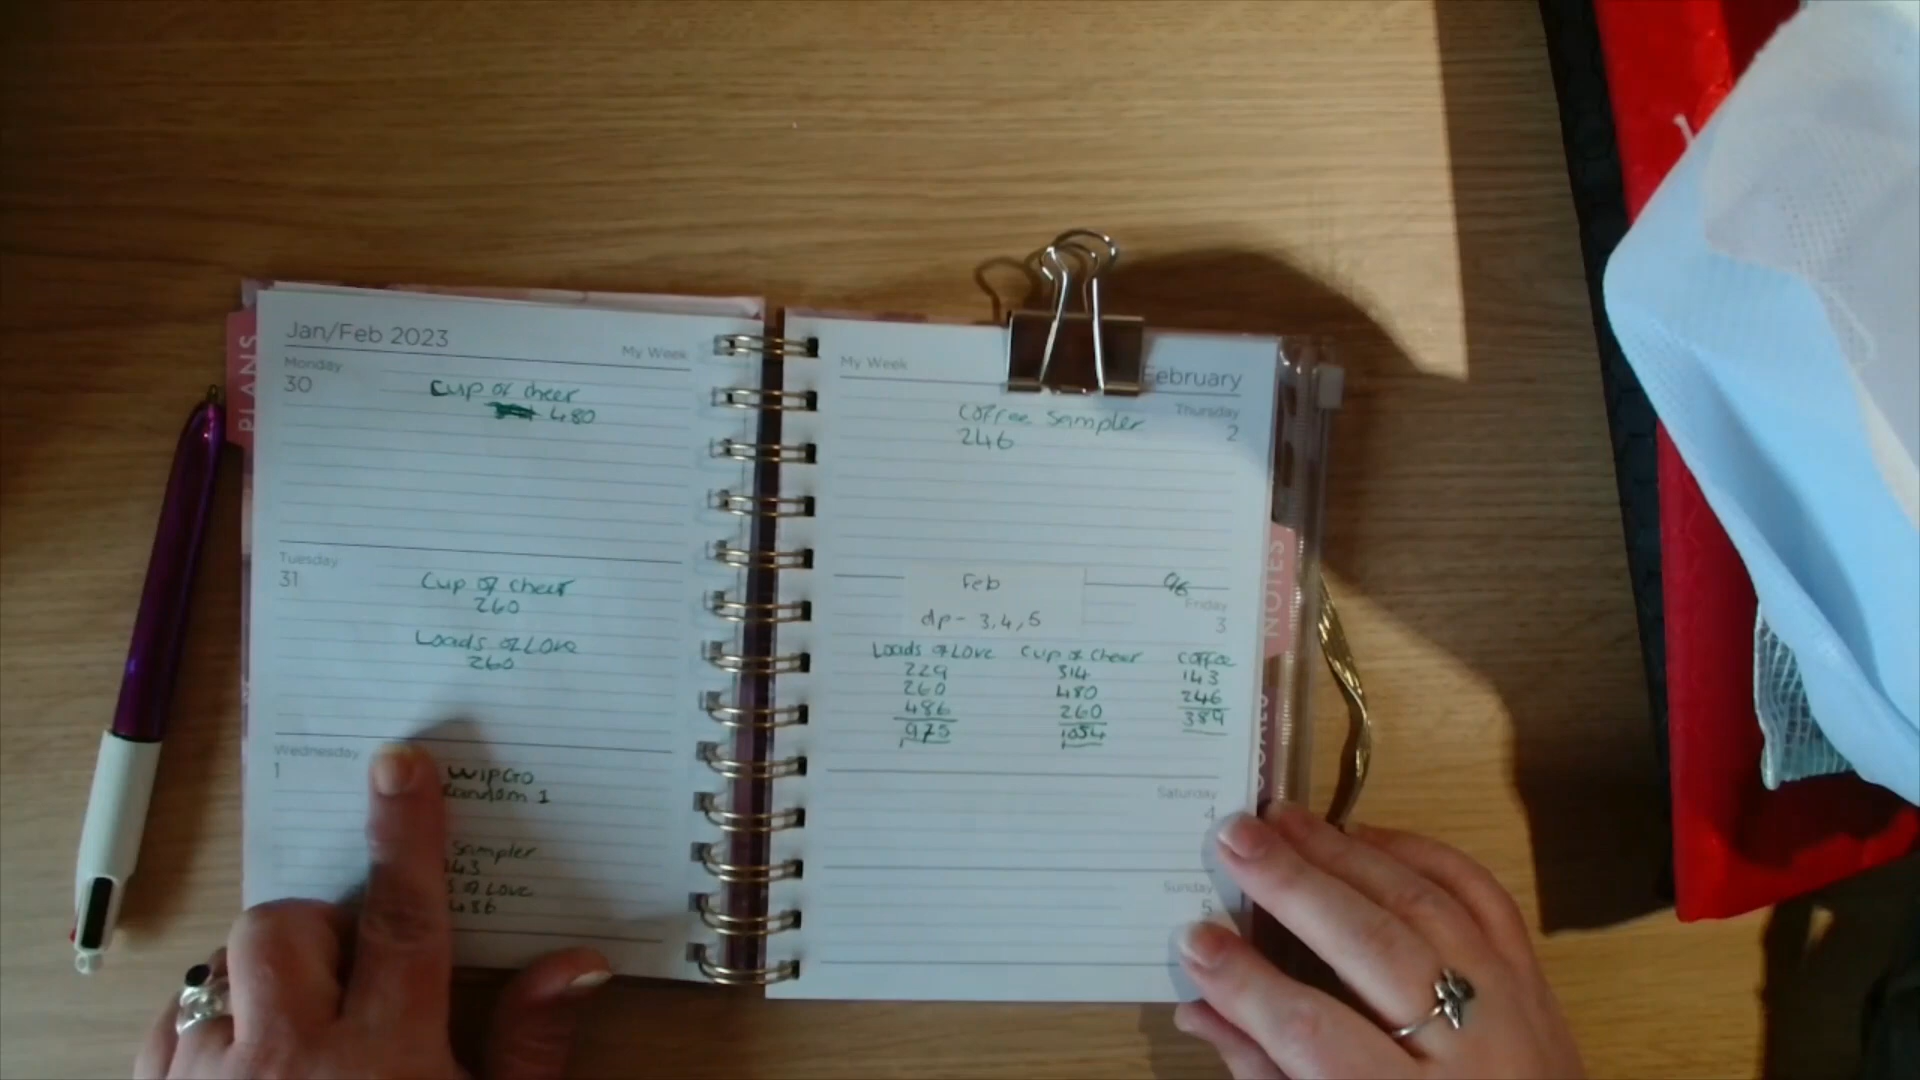 PLANS
Jan/Feb 2023
My Week
Monday
30
Cup of cheer
480
Tuesday
31
Cup of cheer
260
Loads of Love
260
Wednesday
1
WIPGO
Random 1
Sampler
143
s of Love
486
My Week
February
Thursday
2
Coffee Sampler
246
Feb
Friday
3
dp - 3,4,5
Loads of Love Cup of Cheer Coffee
229 314 143
260 480 246
486 260 389
975 1054
Saturday
4
Sunday
5
NOTES
GOALS